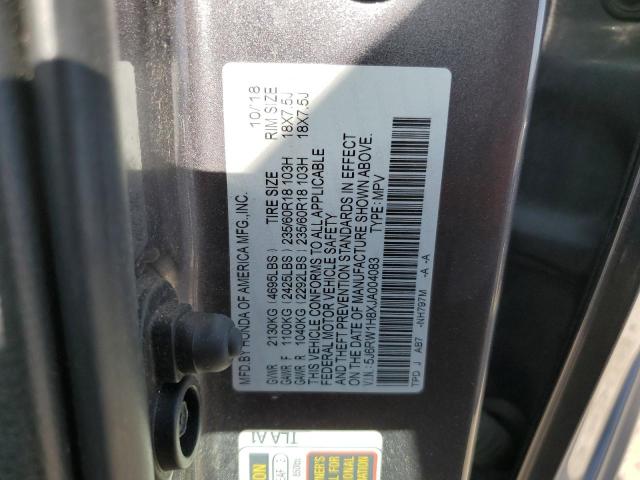 MFD.BY HONDA OF AMERICA MFG.,INC. 10/18
GVWR 2130KG (4695LBS) TIRE SIZE RIM SIZE
GAWR F 1100KG (2425LBS) 235/60R18 103H 18X7.5J
GAWR R 1040KG (2292LBS) 235/60R18 103H 18X7.5J
THIS VEHICLE CONFORMS TO ALL APPLICABLE
FEDERAL MOTOR VEHICLE SAFETY
AND THEFT PREVENTION STANDARDS IN EFFECT
ON THE DATE OF MANUFACTURE SHOWN ABOVE.
V.I.N.: 5J6RW1H8XJA004083 TYPE: MPV
TPD J A97 -NH797M -A -A
TLA A1